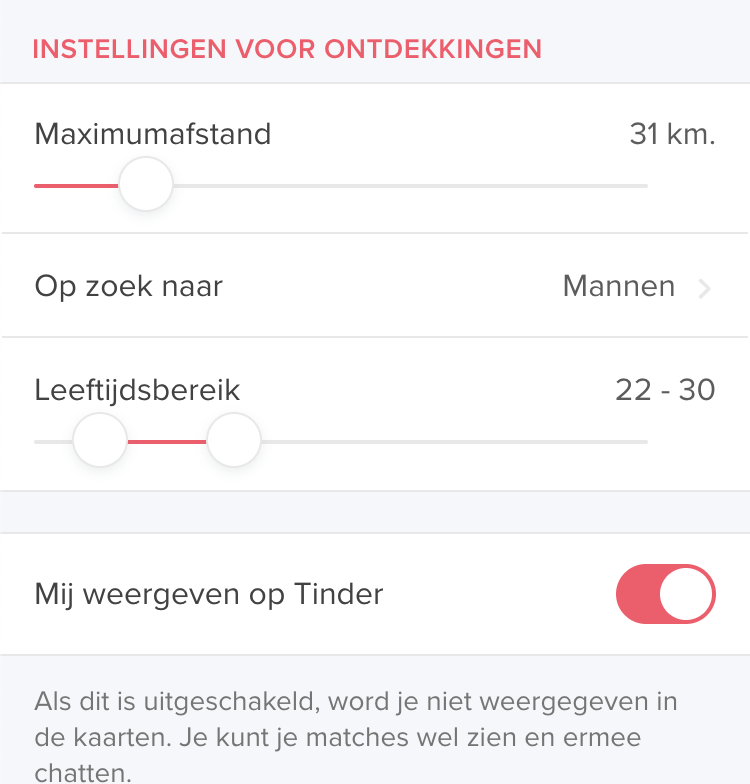 INSTELLINGEN VOOR ONTDEKKINGEN
Maximumafstand 31 km.
Op zoek naar Mannen
Leeftijdsbereik 22 - 30
Mij weergeven op Tinder
Als dit is uitgeschakeld, word je niet weergegeven in
de kaarten. Je kunt je matches wel zien en ermee
chatten.